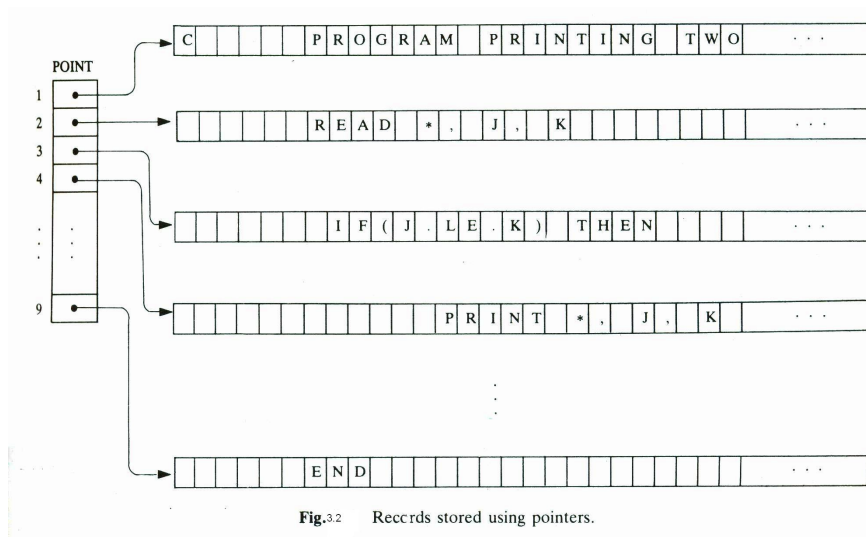 C PROGRAM PRINTING TWO . . .
POINT
1
2 READ *, J, K . . .
3
4
IF(J.LE.K) THEN . . .
9 PRINT *, J, K . . .
END . . .
Fig.3.2 Reccrds stored using pointers.